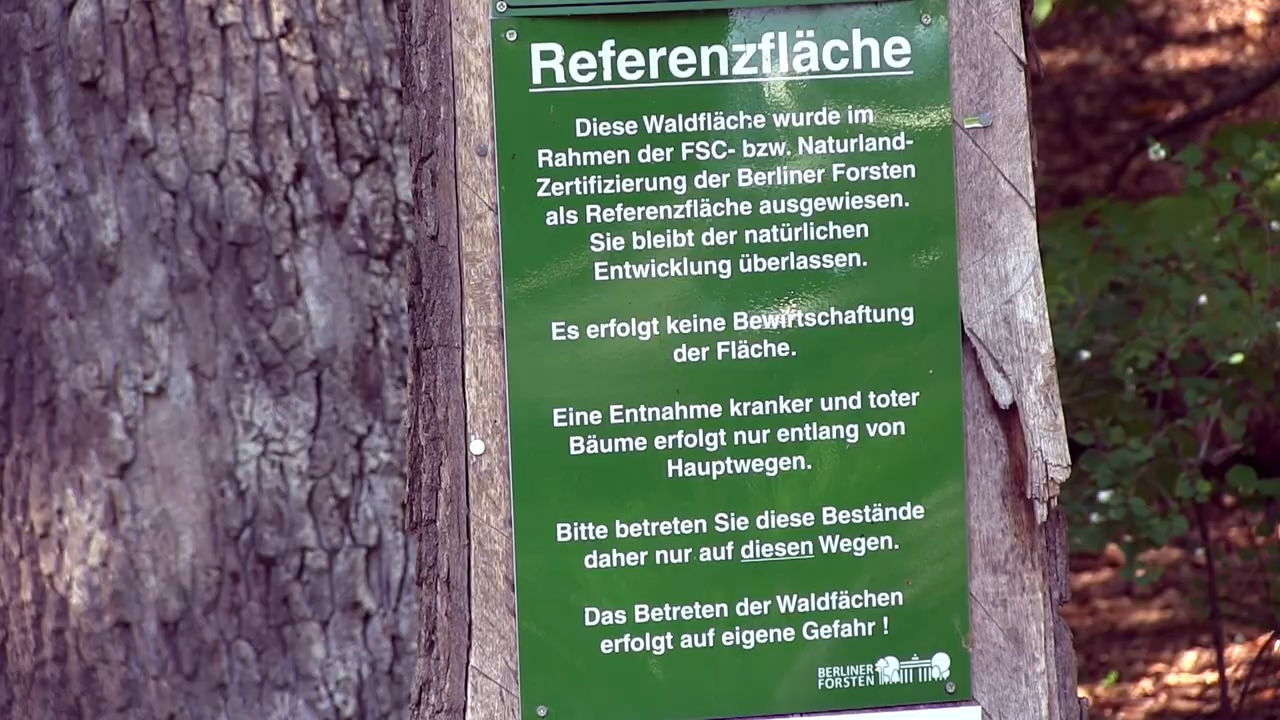 Referenzfläche
Diese Waldfläche wurde im
Rahmen der FSC- bzw. Naturland-
Zertifizierung der Berliner Forsten
als Referenzfläche ausgewiesen.
Sie bleibt der natürlichen
Entwicklung überlassen.
Es erfolgt keine Bewirtschaftung
der Fläche.
Eine Entnahme kranker und toter
Bäume erfolgt nur entlang von
Hauptwegen.
Bitte betreten Sie diese Bestände
daher nur auf diesen Wegen.
Das Betreten der Waldfächen
erfolgt auf eigene Gefahr !
BERLINER
FORSTEN